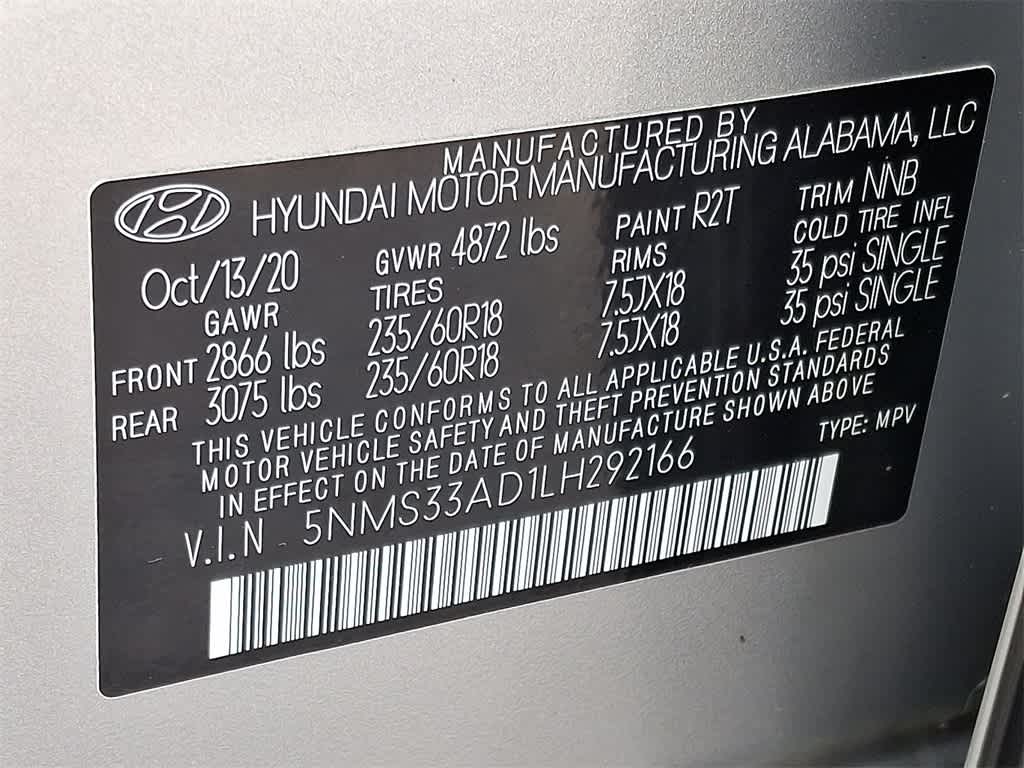 MANUFACTURED BY
HYUNDAI MOTOR MANUFACTURING ALABAMA, LLC
Oct/13/20 GVWR 4872 lbs PAINT R2T TRIM NNB
GAWR TIRES RIMS COLD TIRE INFL
FRONT 2866 lbs 235/60R18 7.5JX18 35 psi SINGLE
REAR 3075 lbs 235/60R18 7.5JX18 35 psi SINGLE
THIS VEHICLE CONFORMS TO ALL APPLICABLE U.S.A. FEDERAL
MOTOR VEHICLE SAFETY AND THEFT PREVENTION STANDARDS
IN EFFECT ON THE DATE OF MANUFACTURE SHOWN ABOVE
V.I.N 5NMS33AD1LH292166 TYPE: MPV